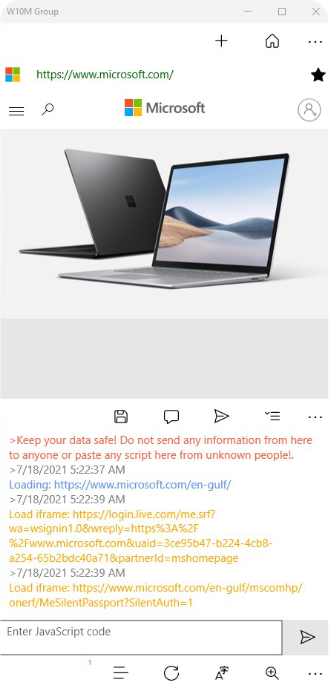 W10M Group
https://www.microsoft.com/
Microsoft
>Keep your data safe! Do not send any information from here
to anyone or paste any script here from unknown people!.
>7/18/2021 5:22:37 AM
Loading: https://www.microsoft.com/en-gulf/
>7/18/2021 5:22:39 AM
Load iframe: https://login.live.com/me.srf?
wa=wsignin1.0&wreply=https%3A%2F
%2Fwww.microsoft.com&uaid=3ce95b47-b224-4cb8-
a254-65b2bdc40a71&partnerId=mshomepage
>7/18/2021 5:22:39 AM
Load iframe: https://www.microsoft.com/en-gulf/mscomhp/
onerf/MeSilentPassport?SilentAuth=1
Enter JavaScript code
1